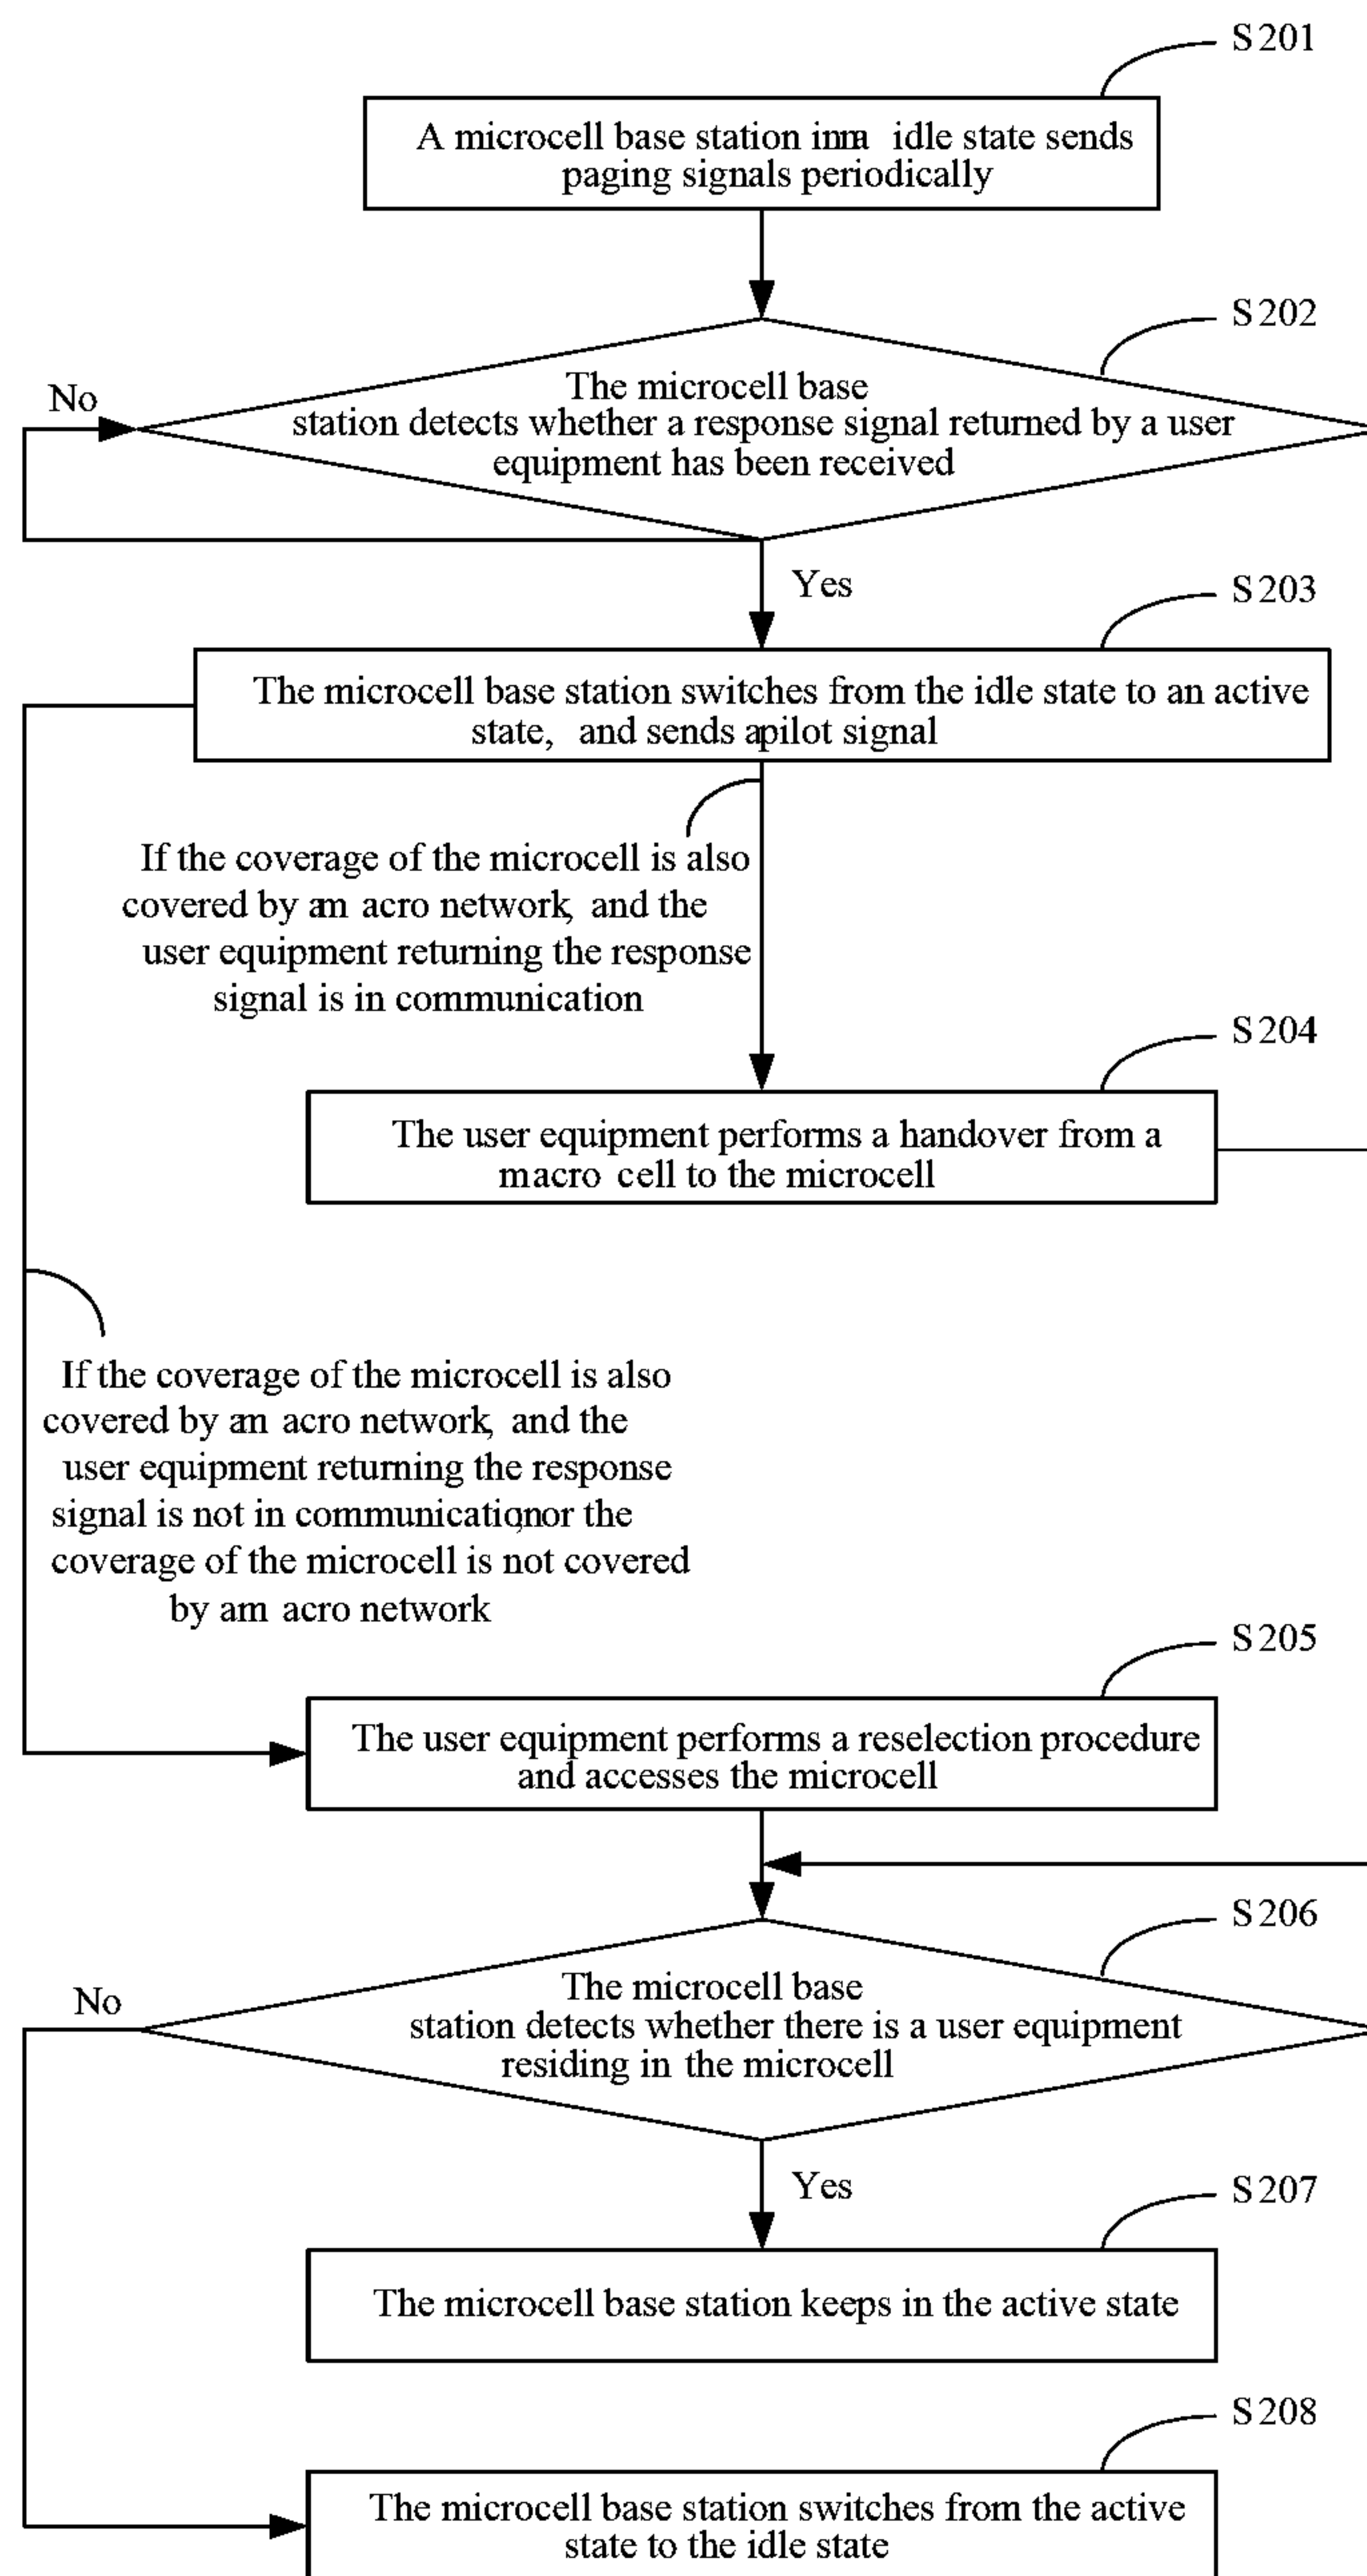 S201
A microcell base station inma idle state sends
paging signals periodically
S202
The microcell base
station detects whether a response signal returned by a user
equipment has been received
No
Yes
S203
The microcell base station switches from the idle state to an active
state, and sends apilot signal
If the coverage of the microcell is also
covered by am acro network, and the
user equipment returning the response
signal is in communication
S204
The user equipment performs a handover from a
macro cell to the microcell
If the coverage of the microcell is also
covered by am acro network, and the
user equipment returning the response
signal is not in communication,or the
coverage of the microcell is not covered
by am acro network
S205
The user equipment performs a reselection procedure
and accesses the microcell
S206
The microcell base
station detects whether there is a user equipment
residing in the microcell
No
Yes
S207
The microcell base station keeps in the active state
S208
The microcell base station switches from the active
state to the idle state